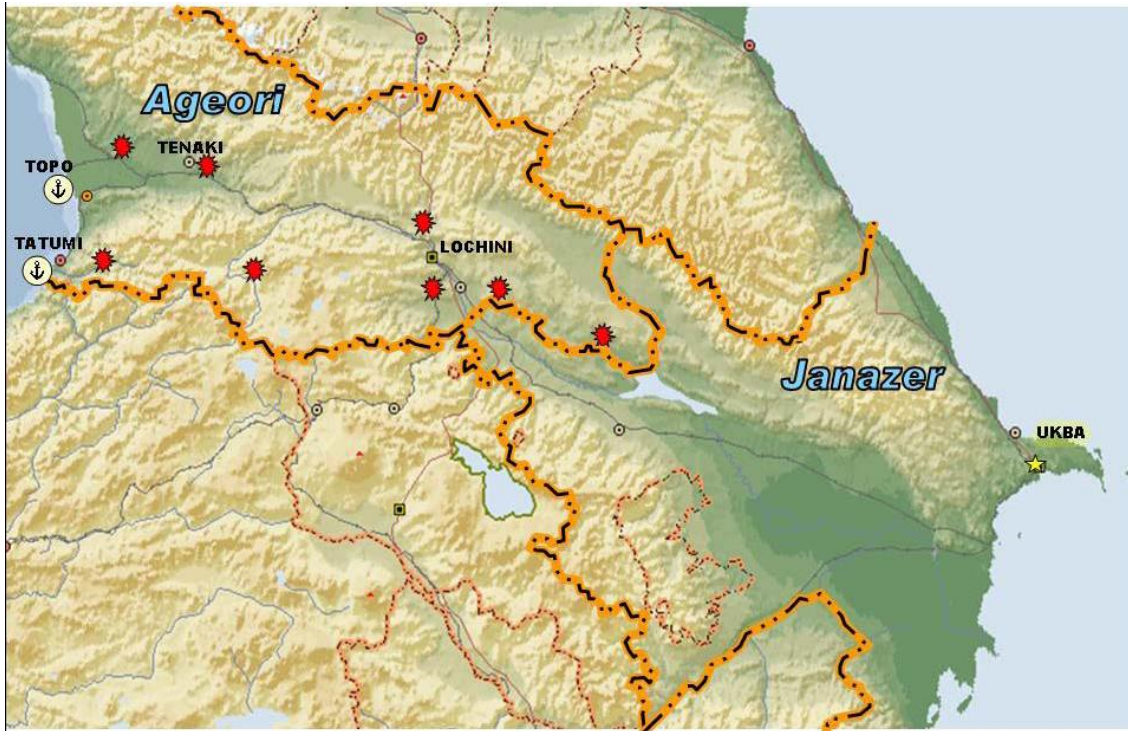 Ageori
TENAKI
TOPO
TATUMI
LOCHINI
Janazer
UKBA